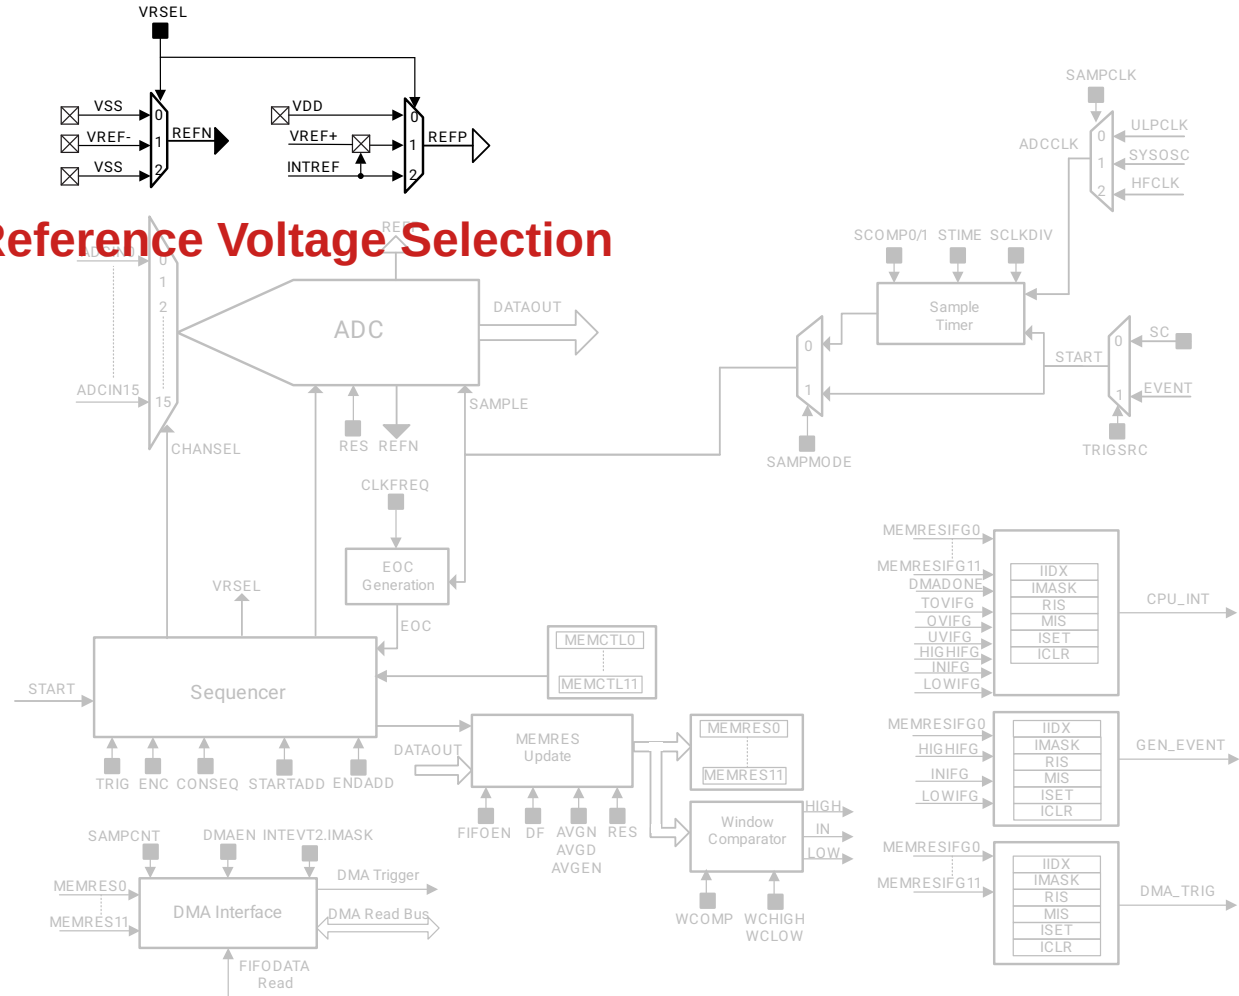 VRSEL
VSS
0
VREF-
1
REFN
VSS
2
VDD
0
VREF+
1
REFP
INTREF
2
SAMPCLK
0
ULPCLK
ADCCLK
1
SYSOSC
2
HFCLK
Reference Voltage Selection
ADCIN0
0
1
2
15
ADCIN15
CHANSEL
ADC
DATAOUT
RES
REFN
SAMPLE
SCOMP0/1
STIME
SCLKDIV
Sample
Timer
0
1
SAMPMODE
START
0
SC
1
EVENT
TRIGSRC
CLKFREQ
EOC
Generation
EOC
VRSEL
START
Sequencer
TRIG
ENC
CONSEQ
STARTADD
ENDADD
MEMCTL0
MEMCTL11
DATAOUT
MEMRES
Update
FIFOEN
DF
AVGN
AVGD
AVGEN
RES
MEMRES0
MEMRES11
Window
Comparator
HIGH
IN
LOW
WCOMP
WCHIGH
WCLOW
SAMPCNT
DMAEN
INTEVT2.IMASK
MEMRES0
MEMRES11
DMA Interface
DMA Trigger
DMA Read Bus
FIFODATA
Read
MEMRESIFG0
MEMRESIFG11
DMADONE
TOVIFG
OVIFG
UVIFG
HIGHIFG
INIFG
LOWIFG
IIDX
IMASK
RIS
MIS
ISET
ICLR
CPU_INT
MEMRESIFG0
HIGHIFG
INIFG
LOWIFG
IIDX
IMASK
RIS
MIS
ISET
ICLR
GEN_EVENT
MEMRESIFG0
MEMRESIFG11
IIDX
IMASK
RIS
MIS
ISET
ICLR
DMA_TRIG